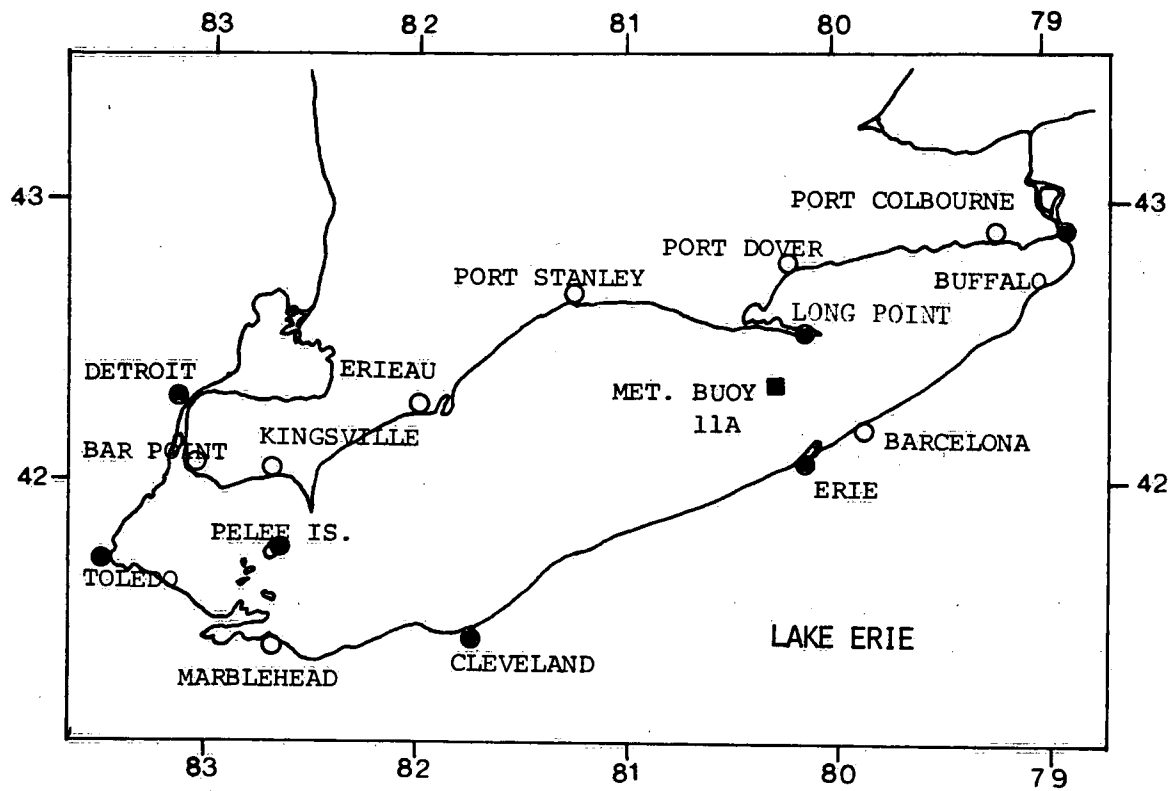 83 82 81 80 79
43 43
PORT COLBOURNE
PORT DOVER
PORT STANLEY
BUFFALO
LONG POINT
DETROIT
ERIEAU
MET. BUOY
11A
KINGSVILLE
BAR POINT
BARCELONA
42 42
ERIE
PELEE IS.
TOLEDO
LAKE ERIE
CLEVELAND
MARBLEHEAD
83 82 81 80 79